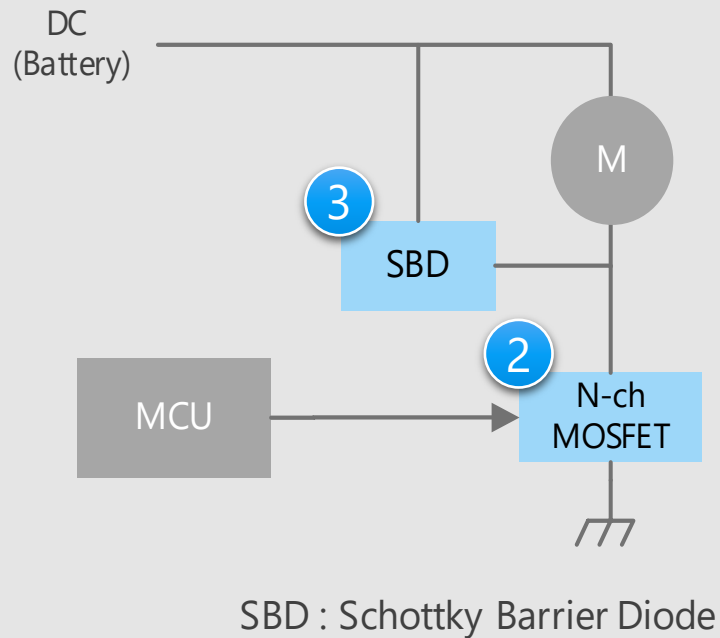 DC
(Battery)
M
3
SBD
2
N-ch
MOSFET
MCU
SBD : Schottky Barrier Diode